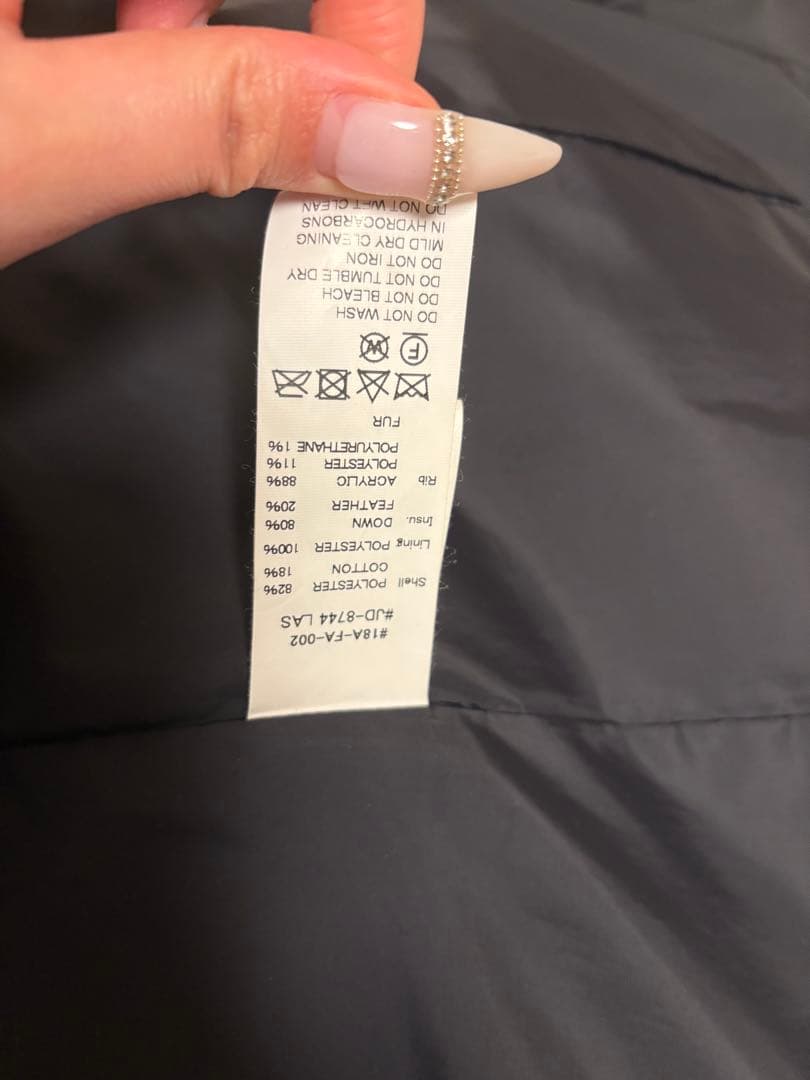 #18A-FA-002
#JD-8744 LAS
Shell POLYESTER 82%
COTTON 18%
Lining POLYESTER 100%
Insu. DOWN 80%
FEATHER 20%
Rib ACRYLIC 88%
POLYESTER 11%
POLYURETHANE 1%
FUR
F W
DO NOT WASH
DO NOT BLEACH
DO NOT TUMBLE DRY
DO NOT IRON
MILD DRY CLEANING
IN HYDROCARBONS
DO NOT WET CLEAN